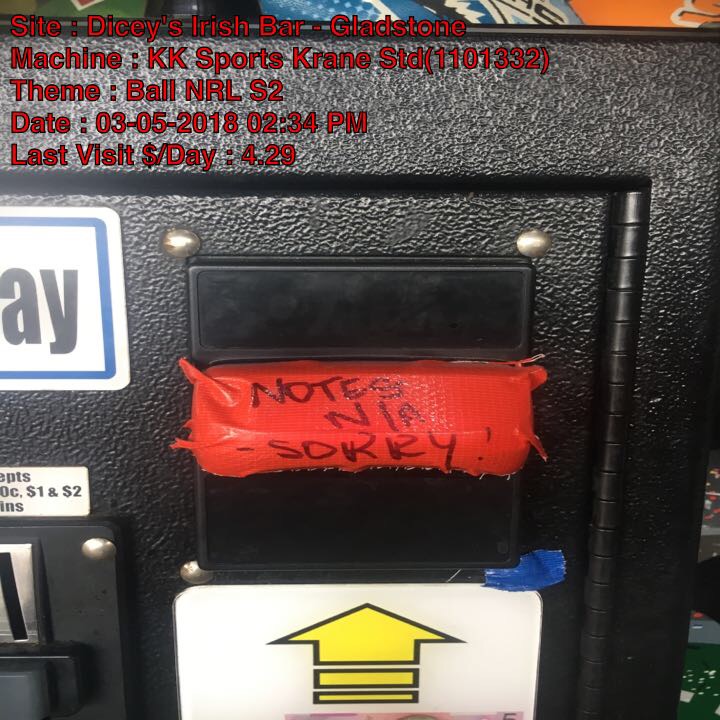 Site : Dicey's Irish Bar - Gladstone
Machine : KK Sports Krane Std(1101332)
Theme : Ball NRL S2
Date : 03-05-2018 02:34 PM
Last Visit $/Day : 4.29
ay
NOTES
N/A
- SORRY!
epts
0c, $1 & $2
ins
5